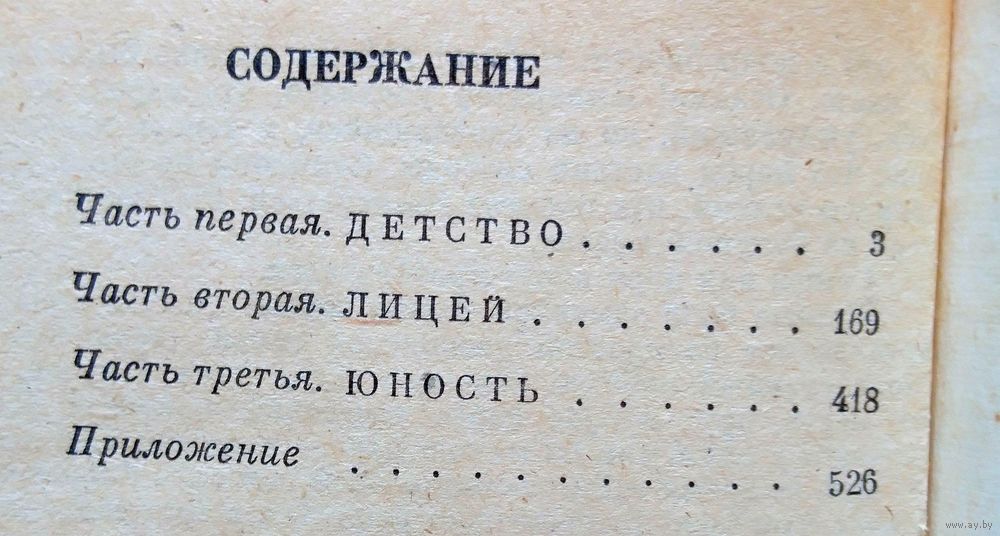 СОДЕРЖАНИЕ
Часть первая. ДЕТСТВО . . . . . . 3
Часть вторая. ЛИЦЕЙ . . . . . . . 169
Часть третья. ЮНОСТЬ . . . . . . 418
Приложение . . . . . . . . . . 526
www.ay.by